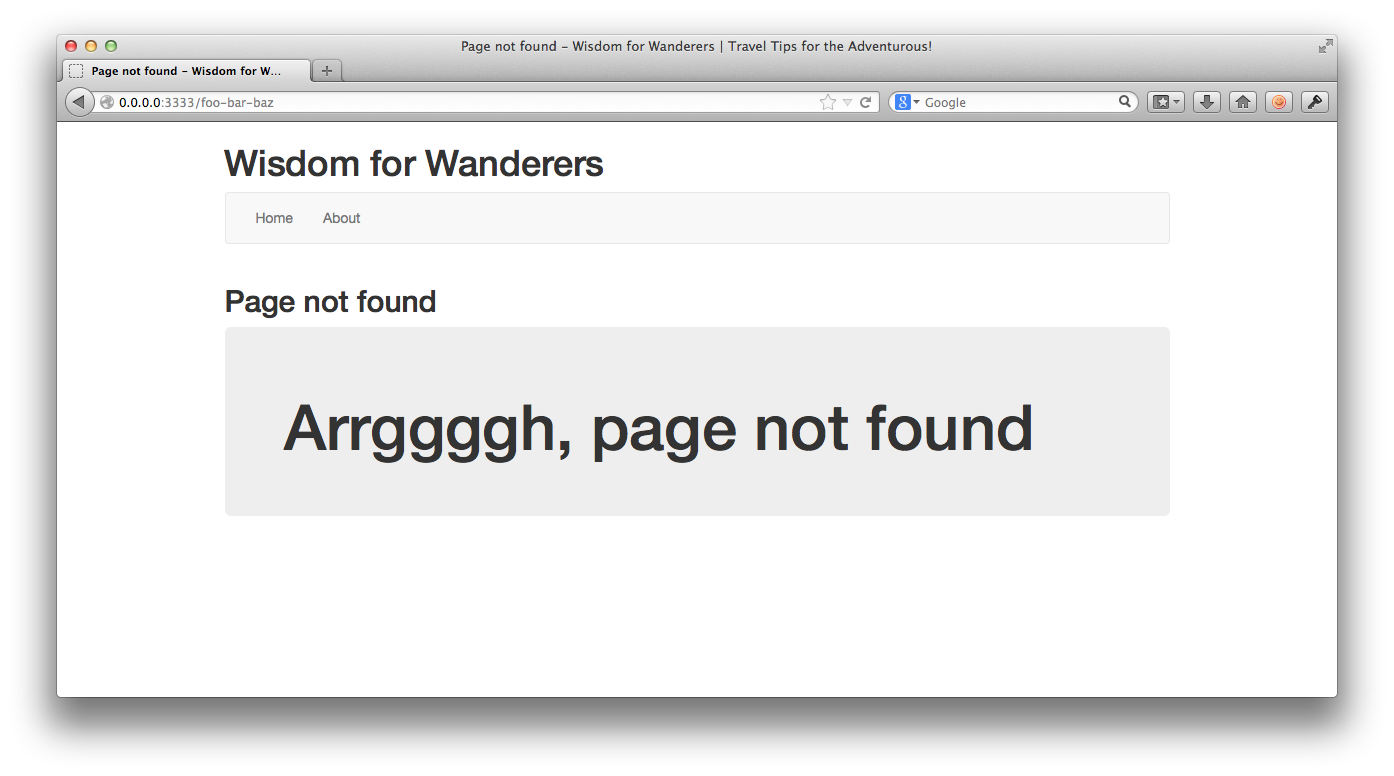 Page not found – Wisdom for Wanderers | Travel Tips for the Adventurous!
Page not found – Wisdom for W...
0.0.0.0:3333/foo-bar-baz
8 Google
Wisdom for Wanderers
Home About
Page not found
Arrggggh, page not found